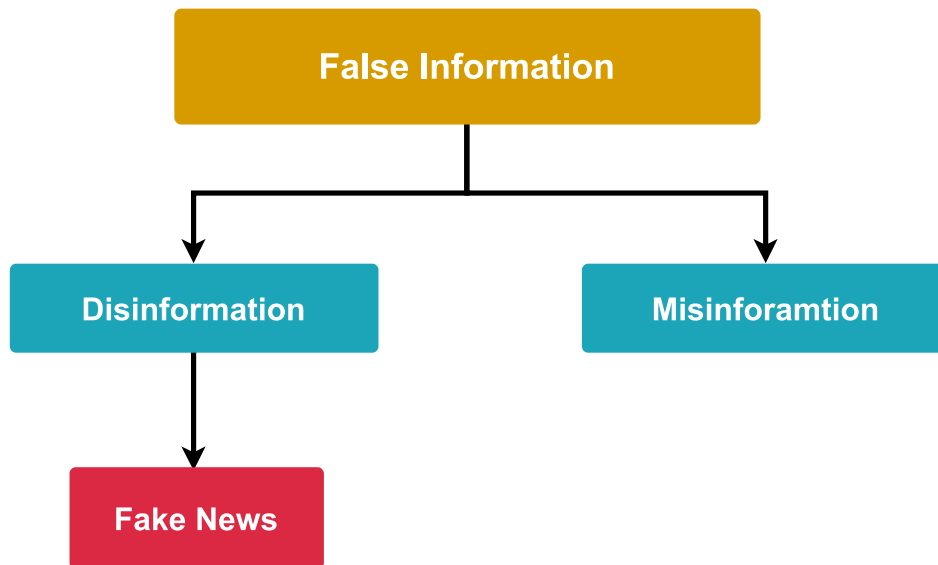 False Information
Disinformation
Misinforamtion
Fake News